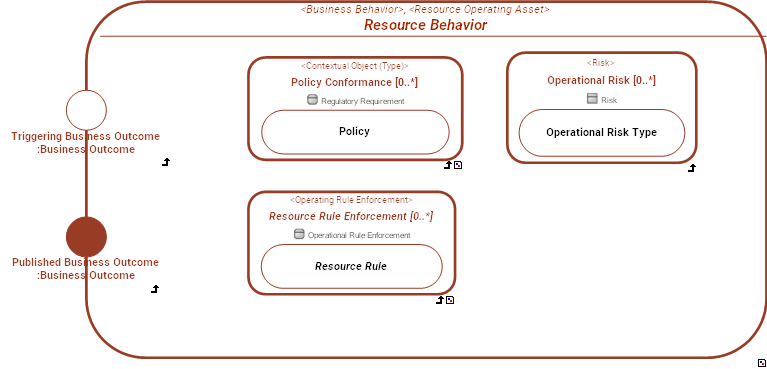 <Business Behavior>, <Resource Operating Asset>
Resource Behavior
<Contextual Object (Type)>
Policy Conformance [0..*]
Regulatory Requirement
Policy
<Risk>
Operational Risk [0..*]
Risk
Operational Risk Type
Triggering Business Outcome
:Business Outcome
<Operating Rule Enforcement>
Resource Rule Enforcement [0..*]
Operational Rule Enforcement
Resource Rule
Published Business Outcome
:Business Outcome